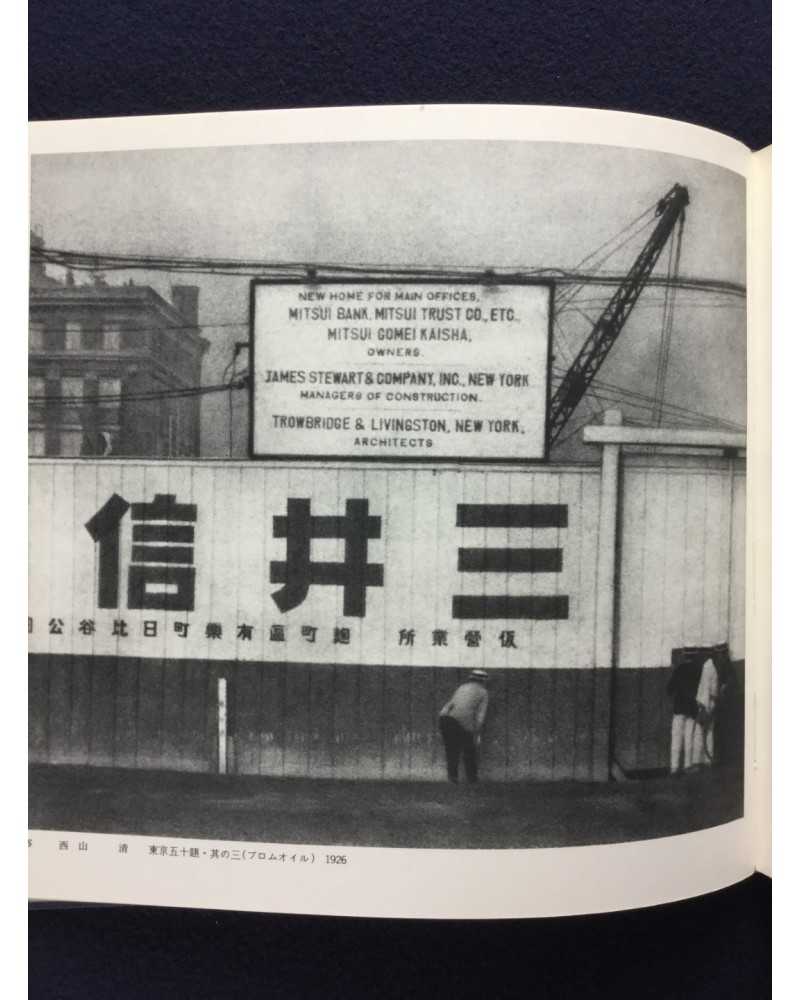 NEW HOME FOR MAIN OFFICES,
MITSUI BANK, MITSUI TRUST CO., ETC.,
MITSUI GOMEI KAISHA,
OWNERS.
JAMES STEWART & COMPANY, INC., NEW YORK
MANAGERS OF CONSTRUCTION.
TROWBRIDGE & LIVINGSTON, NEW YORK,
ARCHITECTS
三井信
仮營業所 麹町區有樂町日比谷公
西山 清 東京五十題・其の三(ブロムオイル) 1926